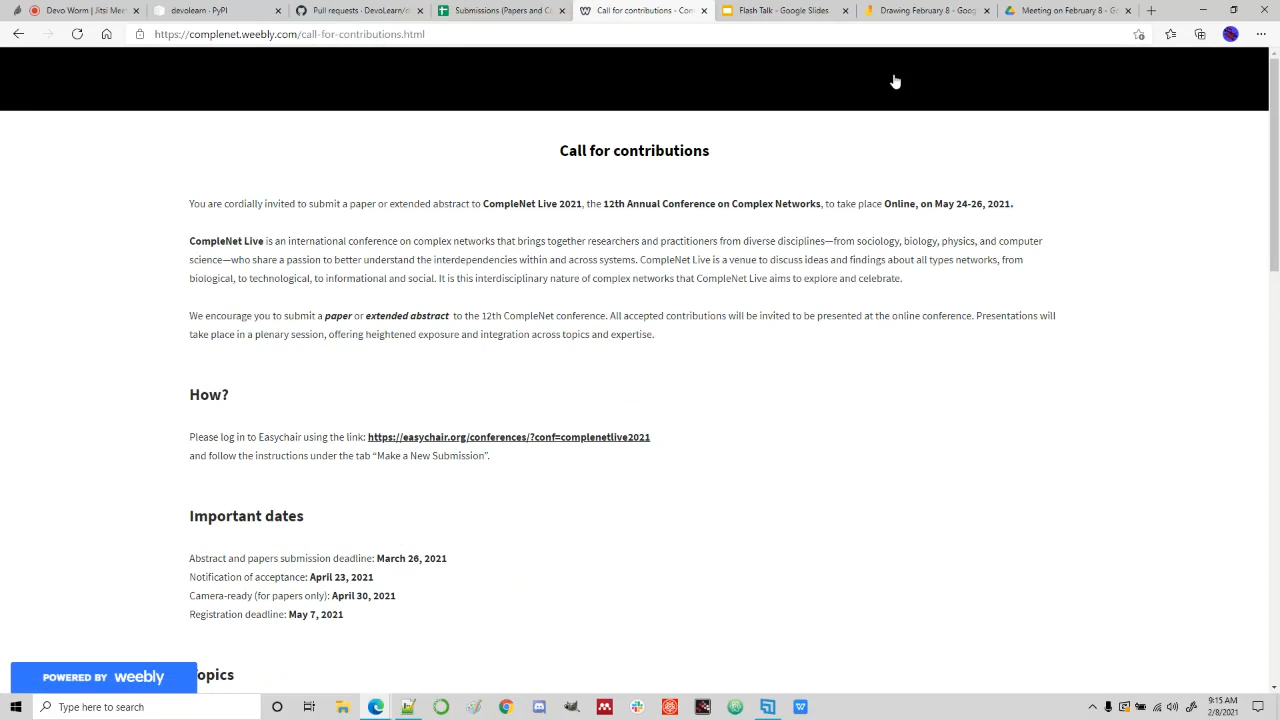 Devo Worm | Jitsi Mee
devolearn · PyPI
Pull requests · DevoLearn/d
Submissions (Papers and Co
Call for contributions - Com
Flash Talk - Google Slides
Drawing February 8 - Goog
Meeting on February 8 - Go
https://complenet.weebly.com/call-for-contributions.html
Call for contributions
You are cordially invited to submit a paper or extended abstract to CompleNet Live 2021, the 12th Annual Conference on Complex Networks, to take place Online, on May 24-26, 2021.
CompleNet Live is an international conference on complex networks that brings together researchers and practitioners from diverse disciplines—from sociology, biology, physics, and computer
science—who share a passion to better understand the interdependencies within and across systems. CompleNet Live is a venue to discuss ideas and findings about all types networks, from
biological, to technological, to informational and social. It is this interdisciplinary nature of complex networks that CompleNet Live aims to explore and celebrate.
We encourage you to submit a paper or extended abstract to the 12th CompleNet conference. All accepted contributions will be invited to be presented at the online conference. Presentations will
take place in a plenary session, offering heightened exposure and integration across topics and expertise.
How?
Please log in to Easychair using the link: https://easychair.org/conferences/?conf=complenetlive2021
and follow the instructions under the tab “Make a New Submission”.
Important dates
Abstract and papers submission deadline: March 26, 2021
Notification of acceptance: April 23, 2021
Camera-ready (for papers only): April 30, 2021
Registration deadline: May 7, 2021
opics
POWERED BY weebly
Type here to search
9:15 AM
2/8/2021